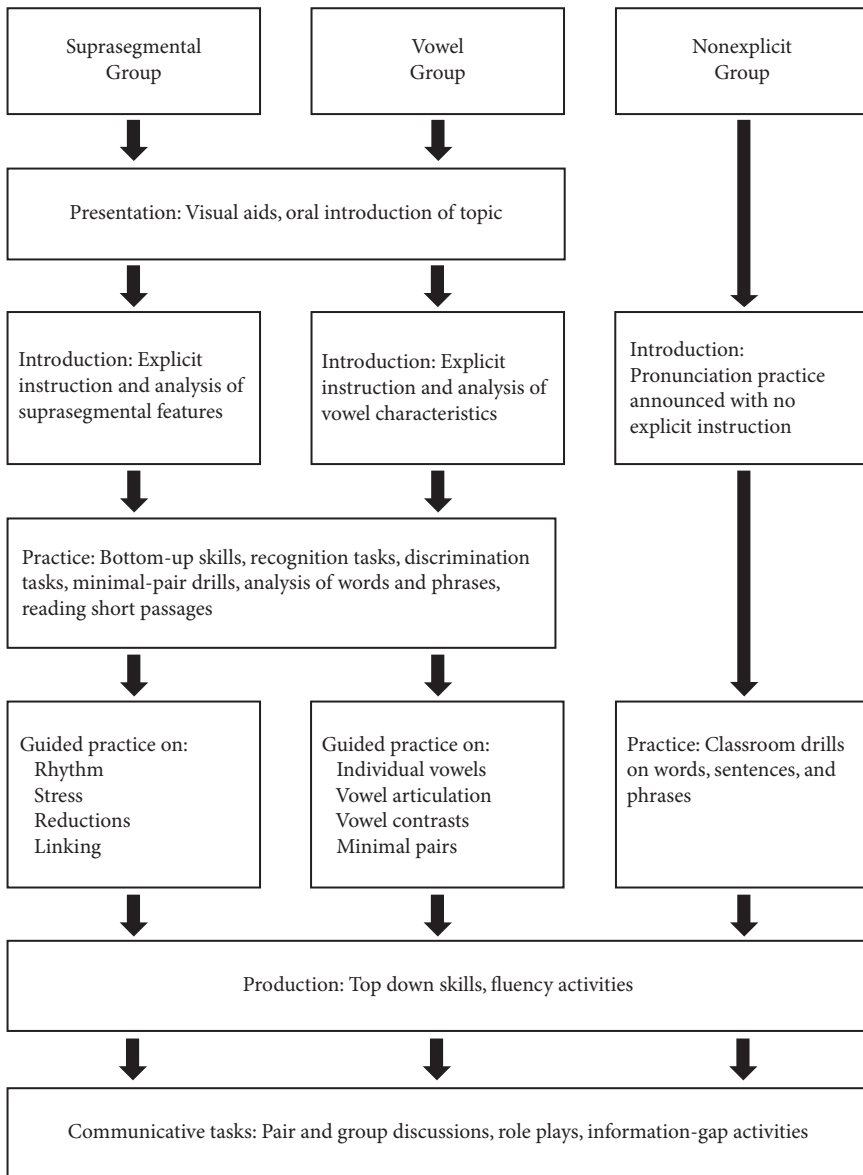 Suprasegmental
Group
Vowel
Group
Nonexplicit
Group
Presentation: Visual aids, oral introduction of topic
Introduction: Explicit
instruction and analysis of
suprasegmental features
Introduction: Explicit
instruction and analysis of
vowel characteristics
Introduction:
Pronunciation practice
announced with no
explicit instruction
Practice: Bottom-up skills, recognition tasks, discrimination
tasks, minimal-pair drills, analysis of words and phrases,
reading short passages
Guided practice on:
Rhythm
Stress
Reductions
Linking
Guided practice on:
Individual vowels
Vowel articulation
Vowel contrasts
Minimal pairs
Practice: Classroom drills
on words, sentences, and
phrases
Production: Top down skills, fluency activities
Communicative tasks: Pair and group discussions, role plays, information-gap activities